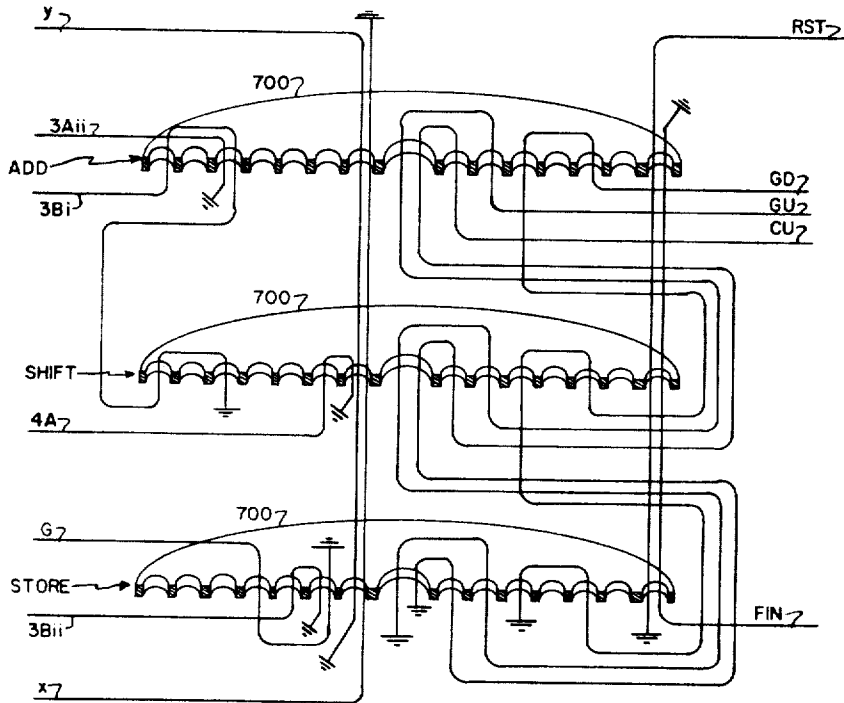 y
RST
700
3Aii
ADD
3Bi
GD
GU
CU
700
SHIFT
4A
700
G
STORE
3Bii
FIN
x